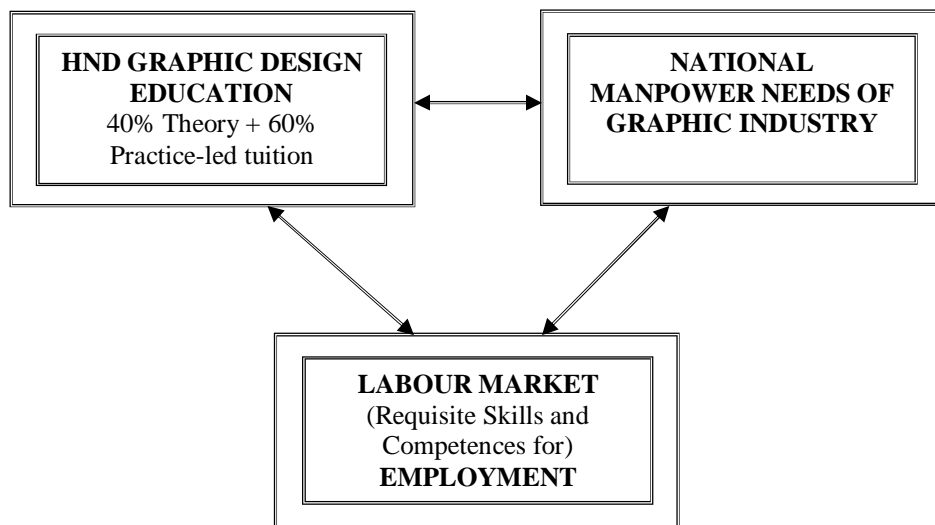 HND GRAPHIC DESIGN
EDUCATION
40% Theory + 60%
Practice-led tuition
NATIONAL
MANPOWER NEEDS OF
GRAPHIC INDUSTRY
LABOUR MARKET
(Requisite Skills and
Competences for)
EMPLOYMENT